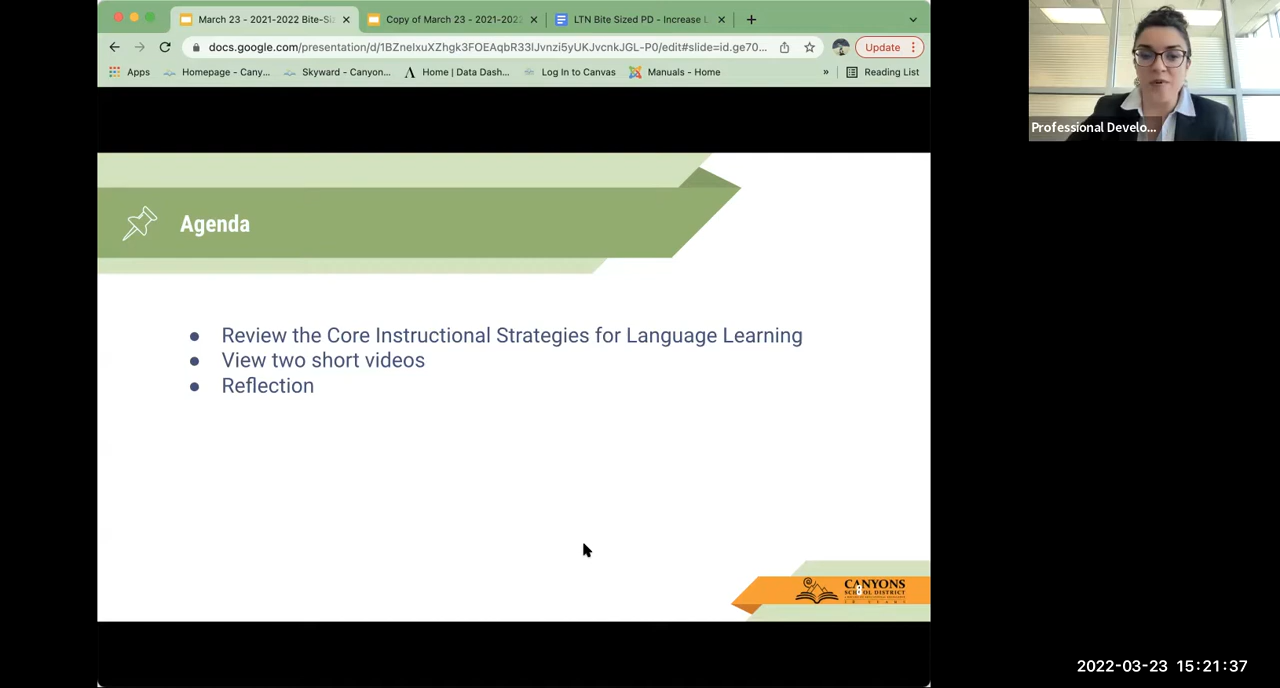 March 23 - 2021-2022 Bite-Si
Copy of March 23 - 2021-2022
LTN Bite Sized PD - Increase L
docs.google.com/presentation/d/1BZneIxuXZhgk3FOEAqbR33IJvnzi5yUKJvcnkJGL-P0/edit#slide=id.ge70...
Update
Apps
Homepage - Cany...
Skyward - Canyon...
Home | Data Dash...
Log In to Canvas
Manuals - Home
»
Reading List
Professional Develo...
Agenda
● Review the Core Instructional Strategies for Language Learning
● View two short videos
● Reflection
CANYONS
SCHOOL DISTRICT
2022-03-23 15:21:37